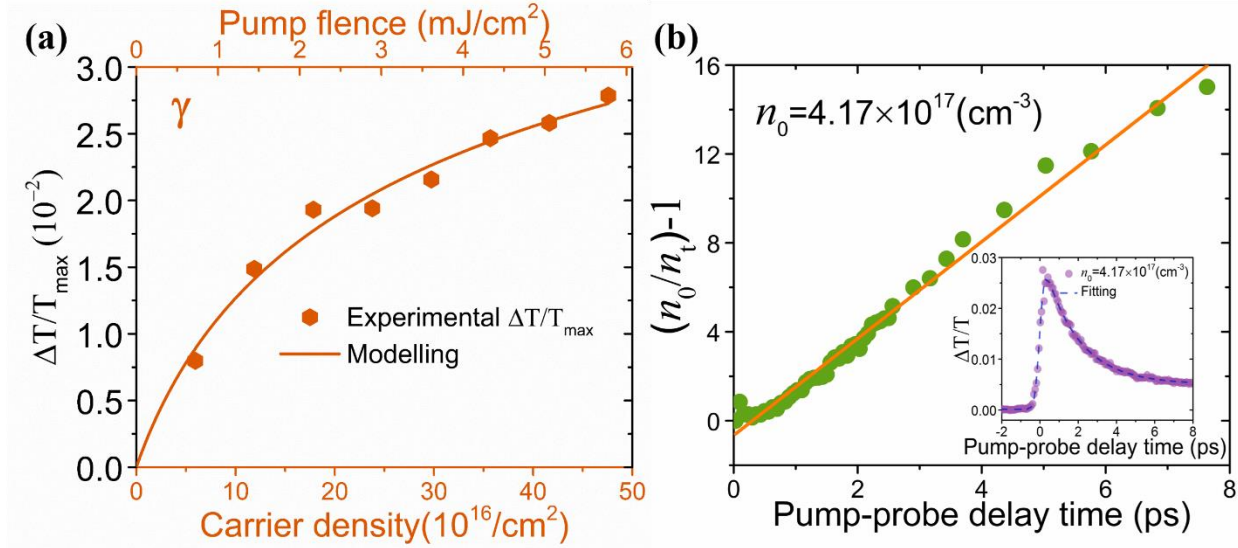 (a)
Pump flence (mJ/cm²)
0 1 2 3 4 5 6
3.0
2.5
2.0
1.5
1.0
0.5
0.0
ΔT/T_max (10⁻²)
γ
Experimental ΔT/T_max
Modelling
0 10 20 30 40 50
Carrier density(10¹⁶/cm²)
(b)
16
12
8
4
0
(n₀/nₜ)-1
n₀=4.17×10¹⁷(cm⁻³)
0 2 4 6 8
Pump-probe delay time (ps)
0.03
0.02
0.01
0.00
ΔT/T
n₀=4.17×10¹⁷(cm⁻³)
Fitting
-2 0 2 4 6 8
Pump-probe delay time (ps)